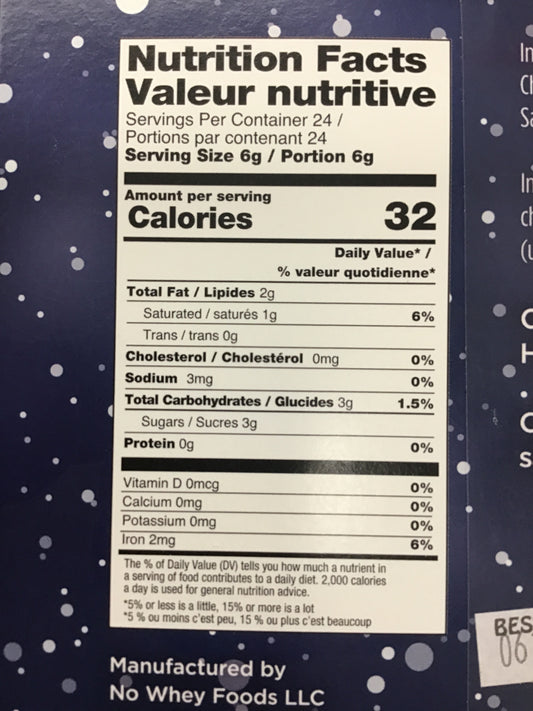 Nutrition Facts
Valeur nutritive
Servings Per Container 24 /
Portions par contenant 24
Serving Size 6g / Portion 6g
Amount per serving
Calories 32
Daily Value* /
% valeur quotidienne*
Total Fat / Lipides 2g
Saturated / saturés 1g 6%
Trans / trans 0g
Cholesterol / Cholestérol 0mg 0%
Sodium 3mg 0%
Total Carbohydrates / Glucides 3g 1.5%
Sugars / Sucres 3g
Protein 0g 0%
Vitamin D 0mcg 0%
Calcium 0mg 0%
Potassium 0mg 0%
Iron 2mg 6%
The % of Daily Value (DV) tells you how much a nutrient in
a serving of food contributes to a daily diet. 2,000 calories
a day is used for general nutrition advice.
*5% or less is a little, 15% or more is a lot
*5 % ou moins c'est peu, 15 % ou plus c'est beaucoup
Manufactured by
No Whey Foods LLC
BES
06